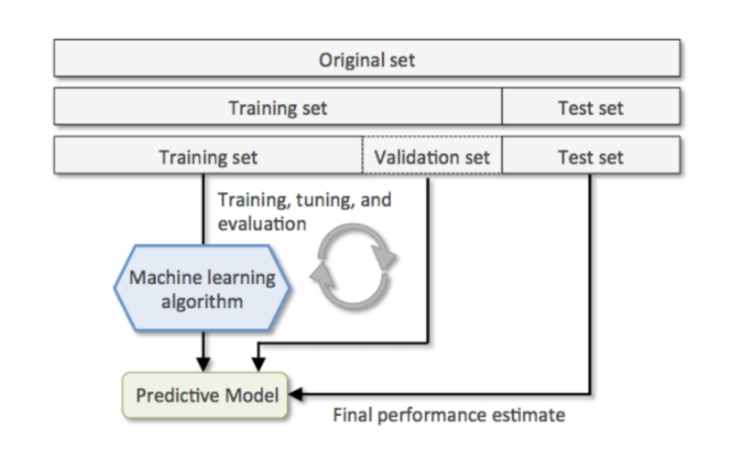 Original set
Training set
Test set
Training set
Validation set
Test set
Training, tuning, and
evaluation
Machine learning
algorithm
Predictive Model
Final performance estimate